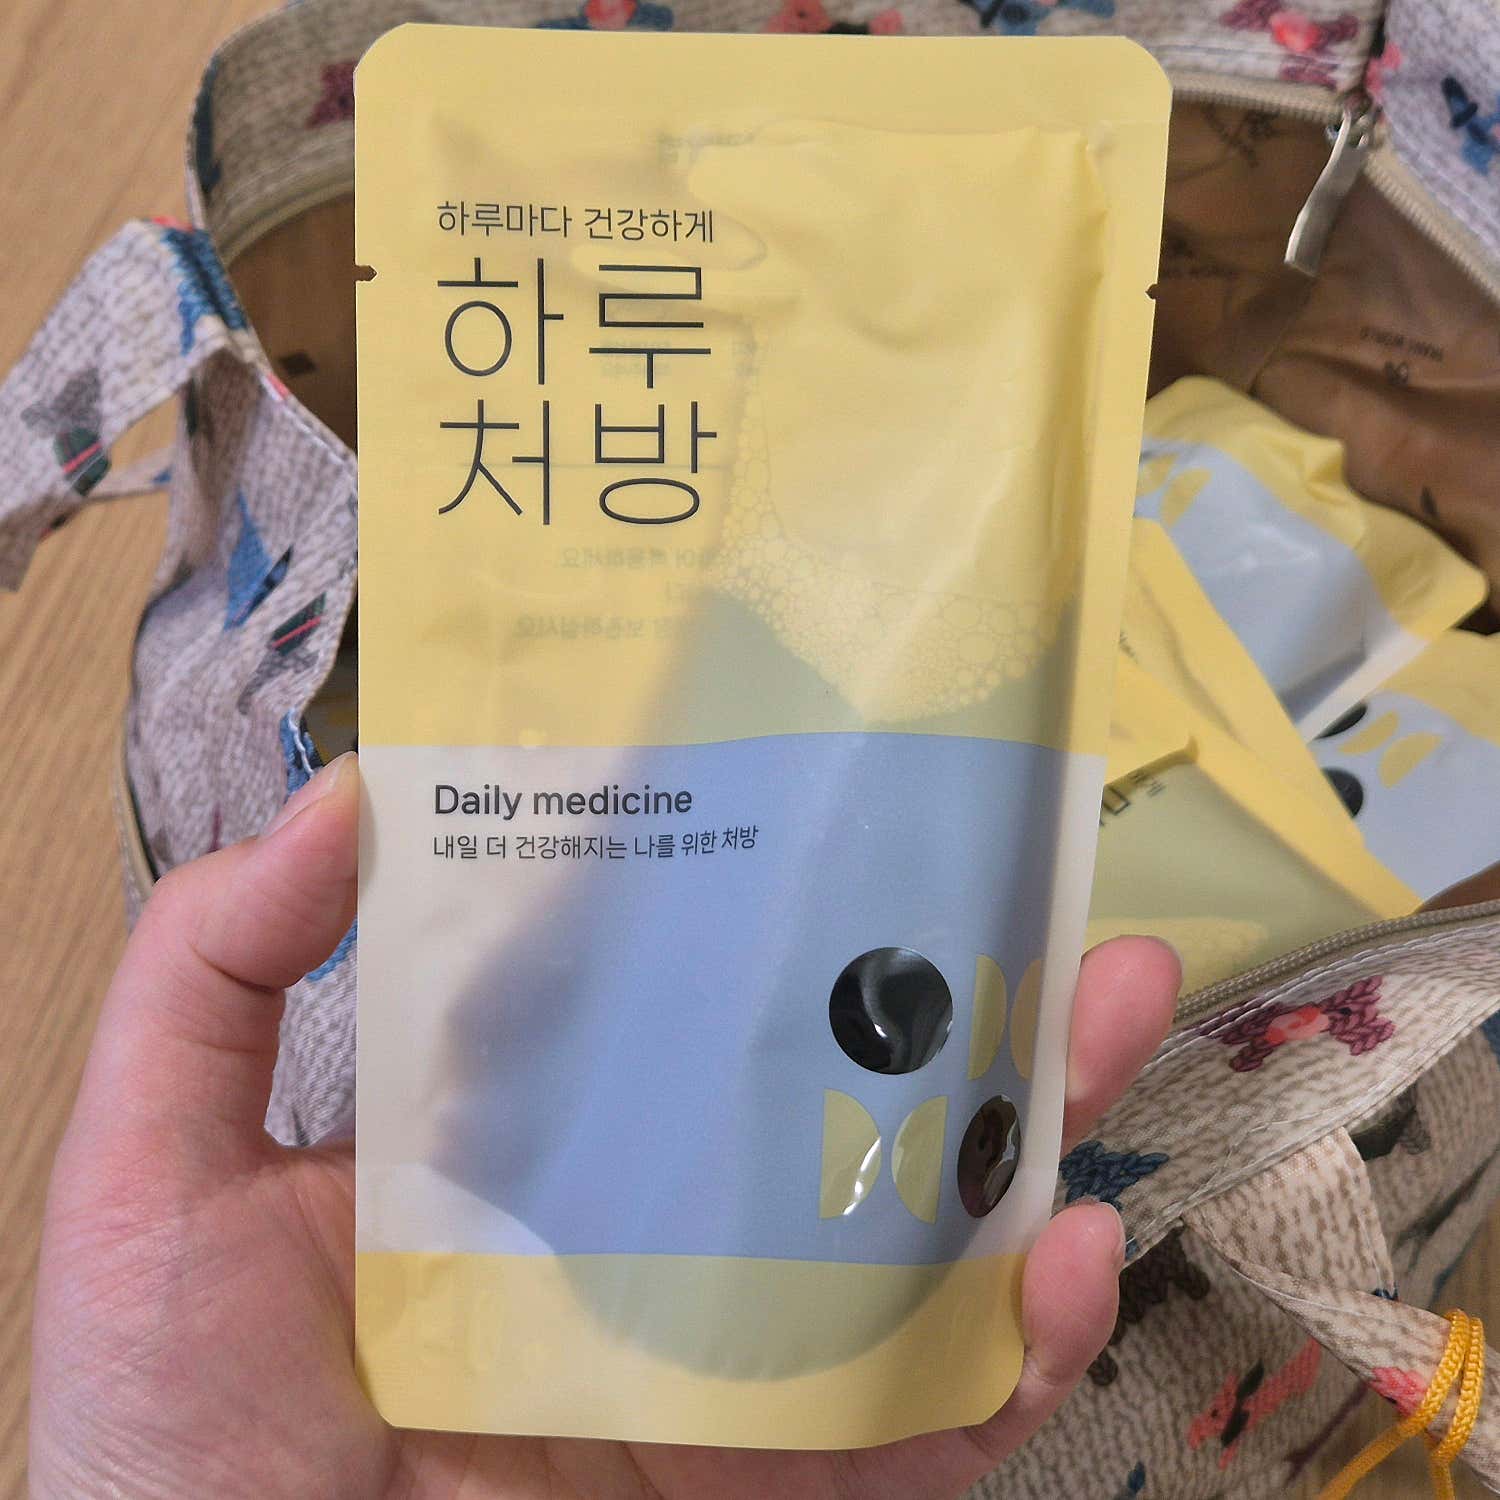 하루마다 건강하게
하루
처방
Daily medicine
내일 더 건강해지는 나를 위한 처방